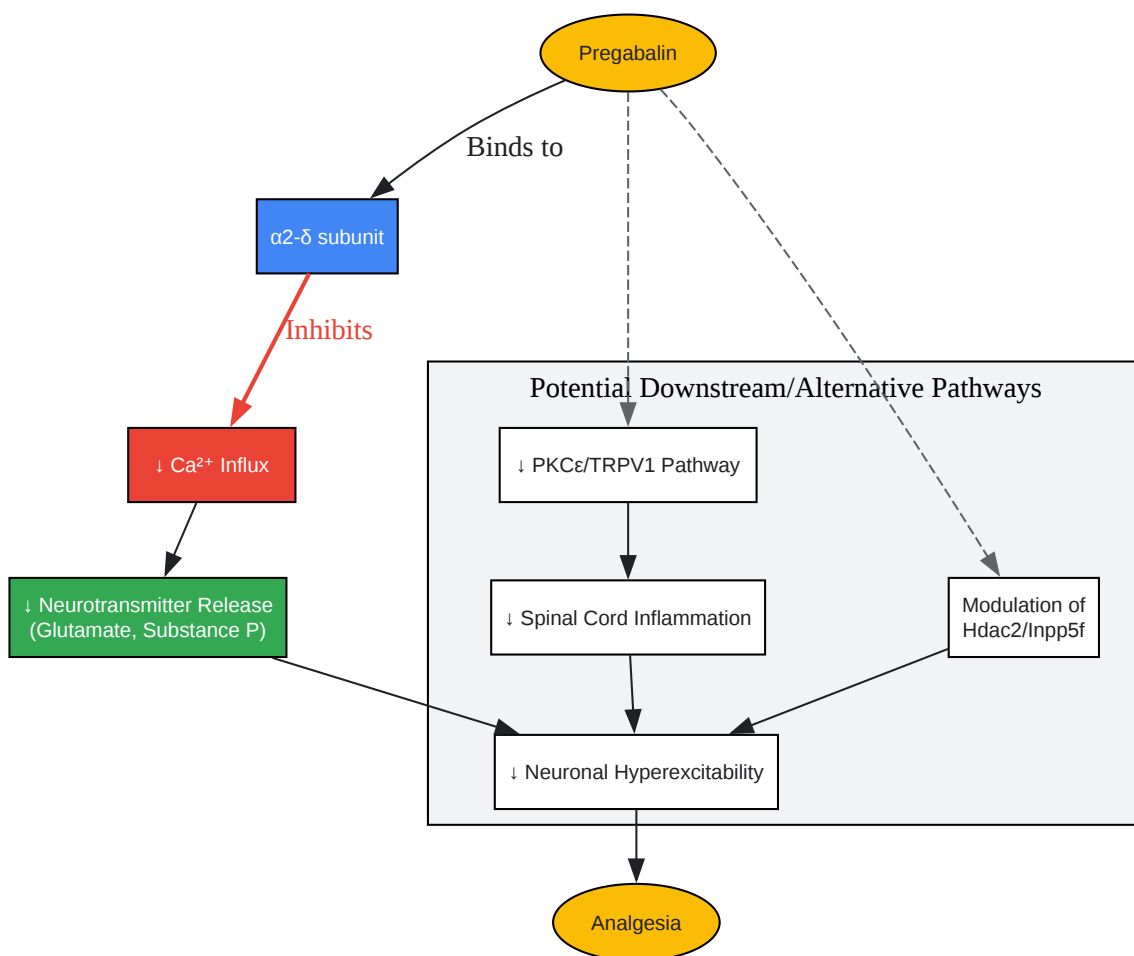 Pregabalin
Binds to
α2-δ subunit
Inhibits
Potential Downstream/Alternative Pathways
↓ Ca²⁺ Influx
↓ PKCε/TRPV1 Pathway
↓ Neurotransmitter Release
(Glutamate, Substance P)
↓ Spinal Cord Inflammation
Modulation of
Hdac2/Inpp5f
↓ Neuronal Hyperexcitability
Analgesia